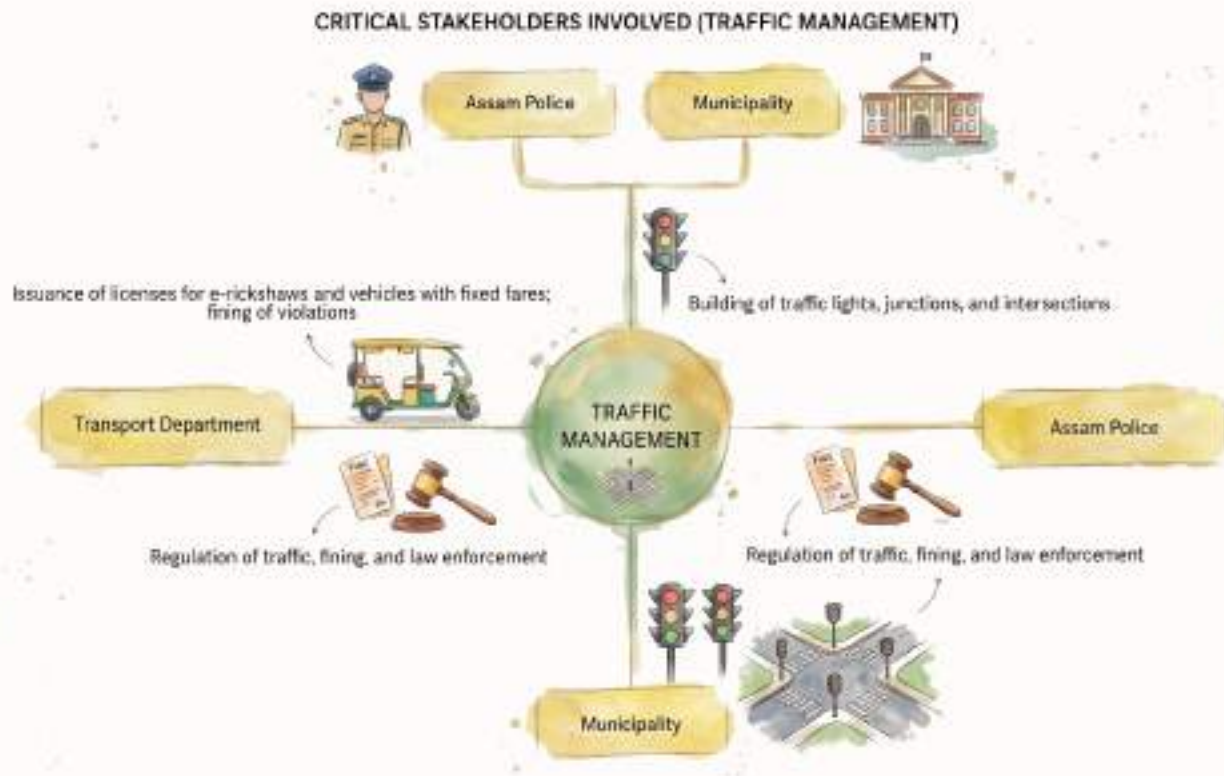 CRITICAL STAKEHOLDERS INVOLVED (TRAFFIC MANAGEMENT)
Assam Police
Municipality
Issuance of licenses for e-rickshaws and vehicles with fixed fares;
fining of violations
Building of traffic lights, junctions, and intersections
Transport Department
TRAFFIC
MANAGEMENT
Assam Police
Regulation of traffic, fining, and law enforcement
Regulation of traffic, fining, and law enforcement
Municipality